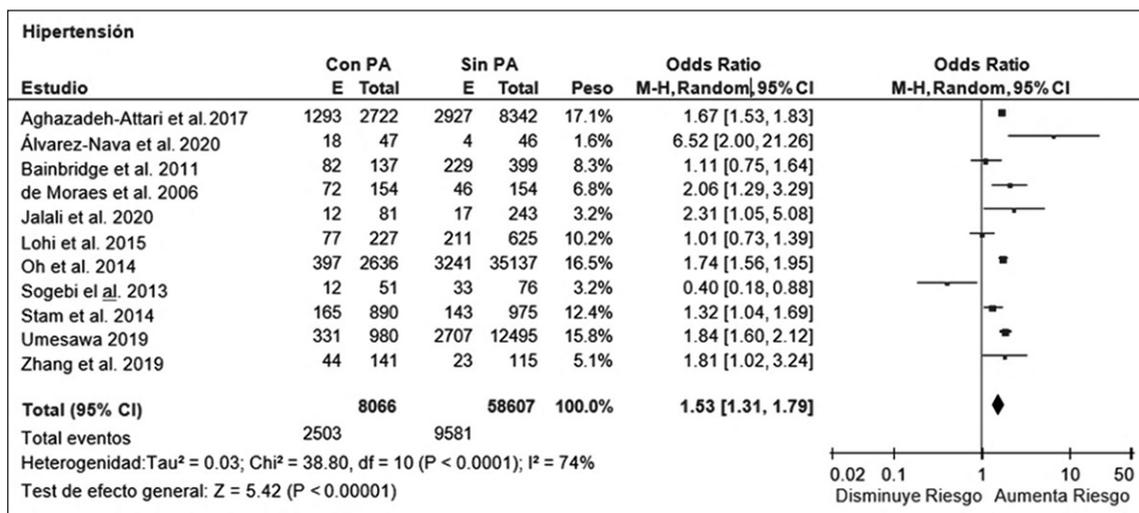 Hipertensión
Con PA Sin PA Odds Ratio Odds Ratio
Estudio E Total E Total Peso M-H, Random, 95% CI M-H, Random, 95% CI
Aghazadeh-Attari et al. 2017 1293 2722 2927 8342 17.1% 1.67 [1.53, 1.83]
Álvarez-Nava et al. 2020 18 47 4 46 1.6% 6.52 [2.00, 21.26]
Bainbridge et al. 2011 82 137 229 399 8.3% 1.11 [0.75, 1.64]
de Moraes et al. 2006 72 154 46 154 6.8% 2.06 [1.29, 3.29]
Jalali et al. 2020 12 81 17 243 3.2% 2.31 [1.05, 5.08]
Lohi et al. 2015 77 227 211 625 10.2% 1.01 [0.73, 1.39]
Oh et al. 2014 397 2636 3241 35137 16.5% 1.74 [1.56, 1.95]
Sogebi el al. 2013 12 51 33 76 3.2% 0.40 [0.18, 0.88]
Stam et al. 2014 165 890 143 975 12.4% 1.32 [1.04, 1.69]
Umesawa 2019 331 980 2707 12495 15.8% 1.84 [1.60, 2.12]
Zhang et al. 2019 44 141 23 115 5.1% 1.81 [1.02, 3.24]
Total (95% CI) 8066 58607 100.0% 1.53 [1.31, 1.79]
Total eventos 2503 9581
Heterogenidad:Tau² = 0.03; Chi² = 38.80, df = 10 (P < 0.0001); I² = 74%
Test de efecto general: Z = 5.42 (P < 0.00001)
0.02 0.1 1 10 50
Disminuye Riesgo Aumenta Riesgo